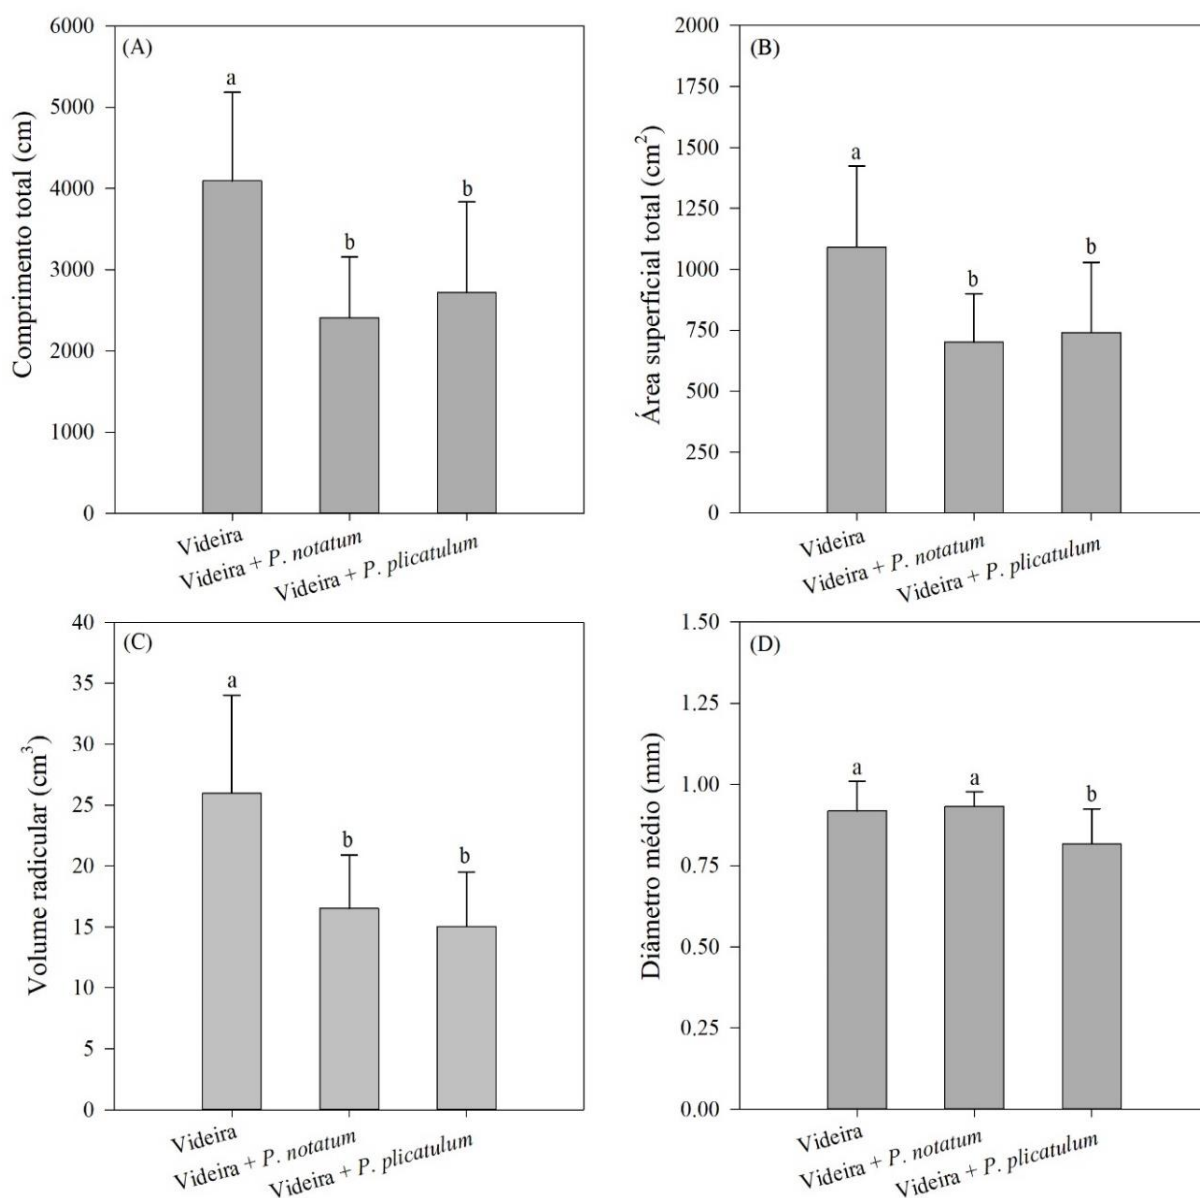 (A)
Comprimento total (cm)
6000
5000
4000
3000
2000
1000
0
a
b
b
Videira
Videira + P. notatum
Videira + P. plicatulum
(B)
Área superficial total (cm²)
2000
1750
1500
1250
1000
750
500
250
0
a
b
b
Videira
Videira + P. notatum
Videira + P. plicatulum
(C)
Volume radicular (cm³)
40
35
30
25
20
15
10
5
0
a
b
b
Videira
Videira + P. notatum
Videira + P. plicatulum
(D)
Diâmetro médio (mm)
1.50
1.25
1.00
0.75
0.50
0.25
0.00
a
a
b
Videira
Videira + P. notatum
Videira + P. plicatulum